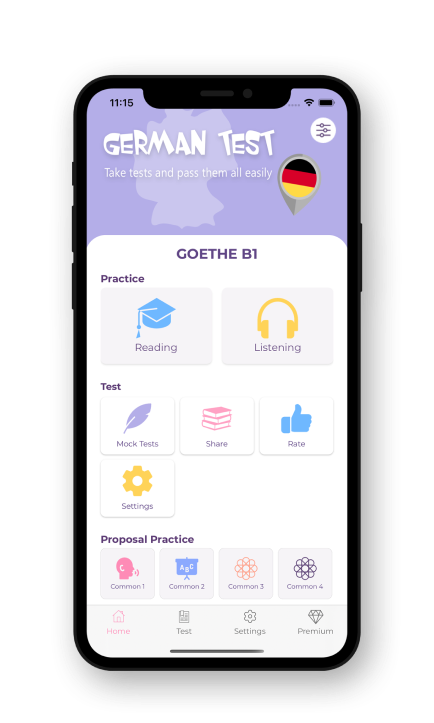 11:15
GERMAN TEST
Take tests and pass them all easily
GOETHE B1
Practice
Reading
Listening
Test
Mock Tests
Share
Rate
Settings
Proposal Practice
C
ABC
Common 1
Common 2
Common 3
Common 4
Home
Test
Settings
Premium